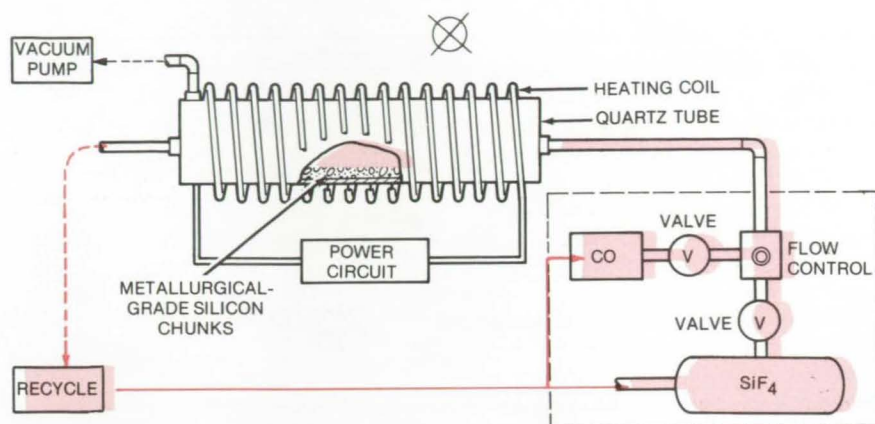 VACUUM
PUMP
HEATING COIL
QUARTZ TUBE
VALVE
CO
V
FLOW
CONTROL
POWER
CIRCUIT
METALLURGICAL-
GRADE SILICON
CHUNKS
VALVE
V
RECYCLE
SiF₄